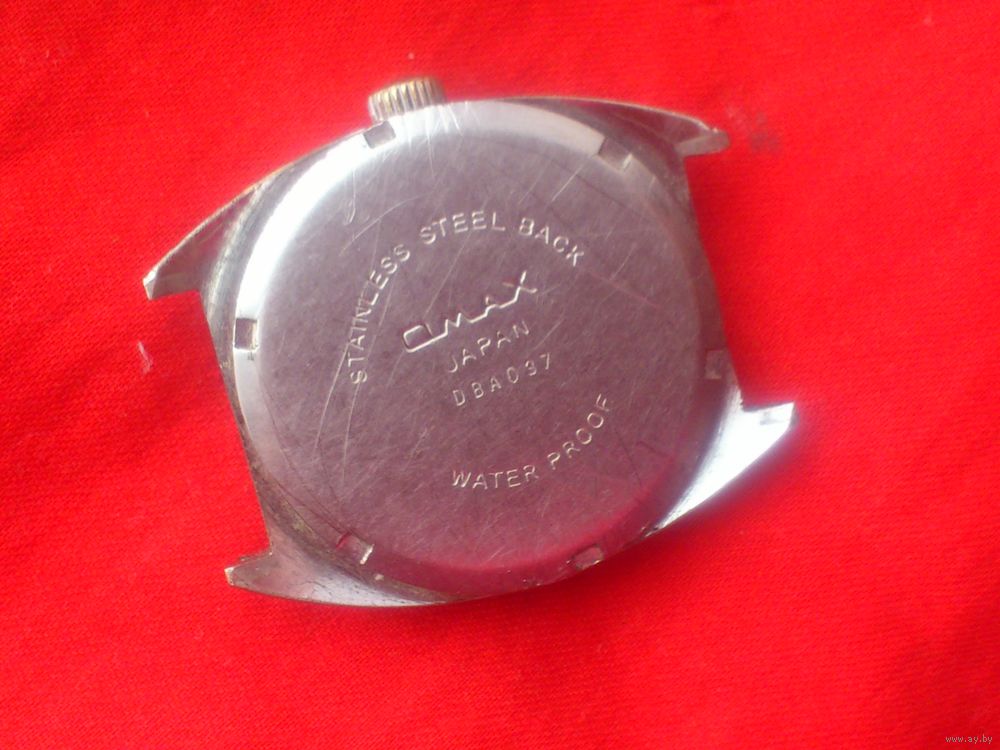 STAINLESS STEEL BACK
OMAX
JAPAN
DBA037
WATER PROOF
www.ay.by